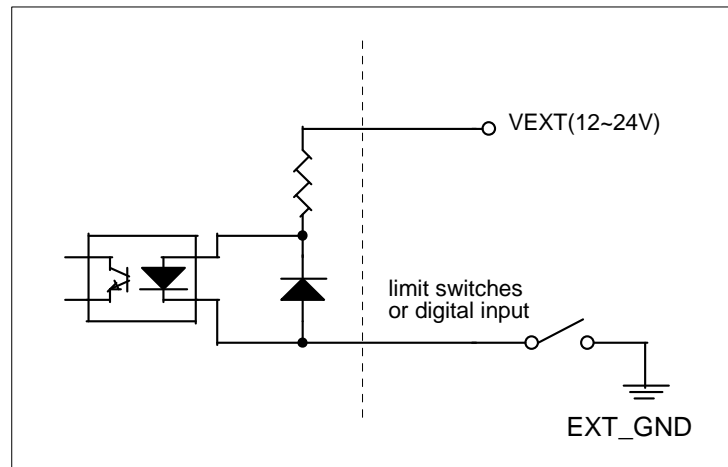 VEXT(12~24V)
limit switches
or digital input
EXT_GND